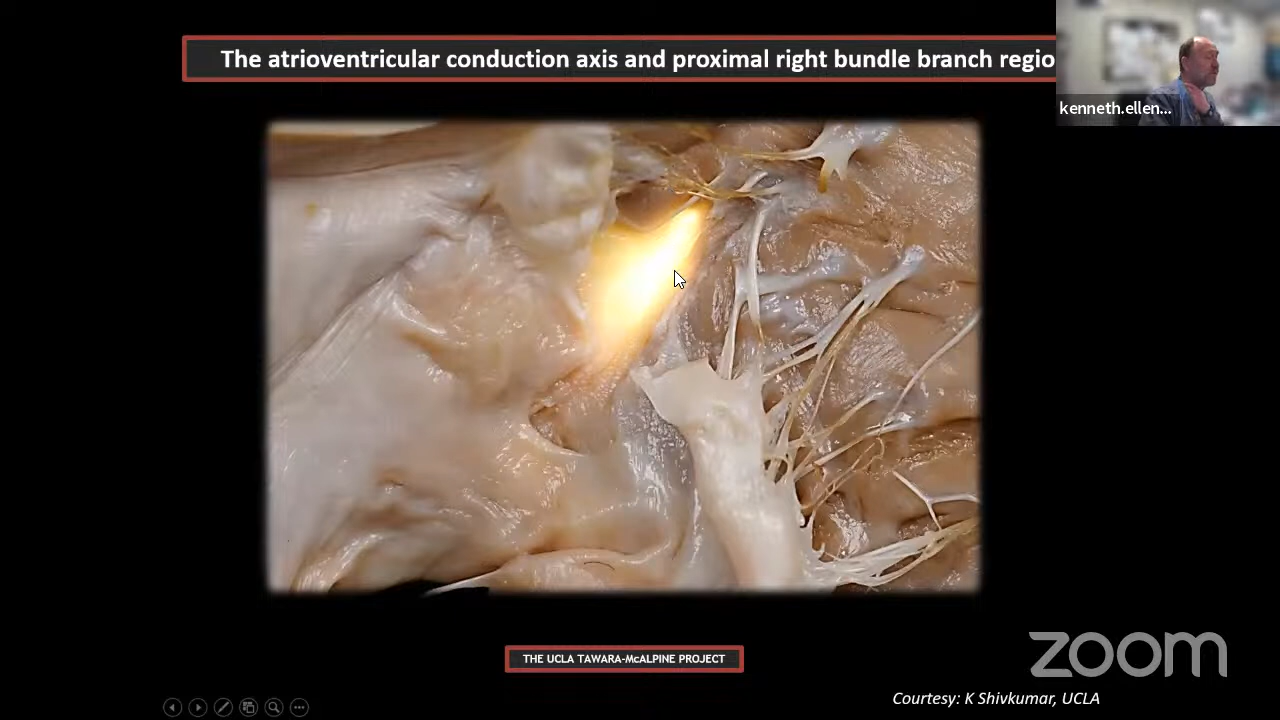 The atrioventricular conduction axis and proximal right bundle branch regio
kenneth.ellen...
THE UCLA TAWARA-McALPINE PROJECT
zoom
Courtesy: K Shivkumar, UCLA